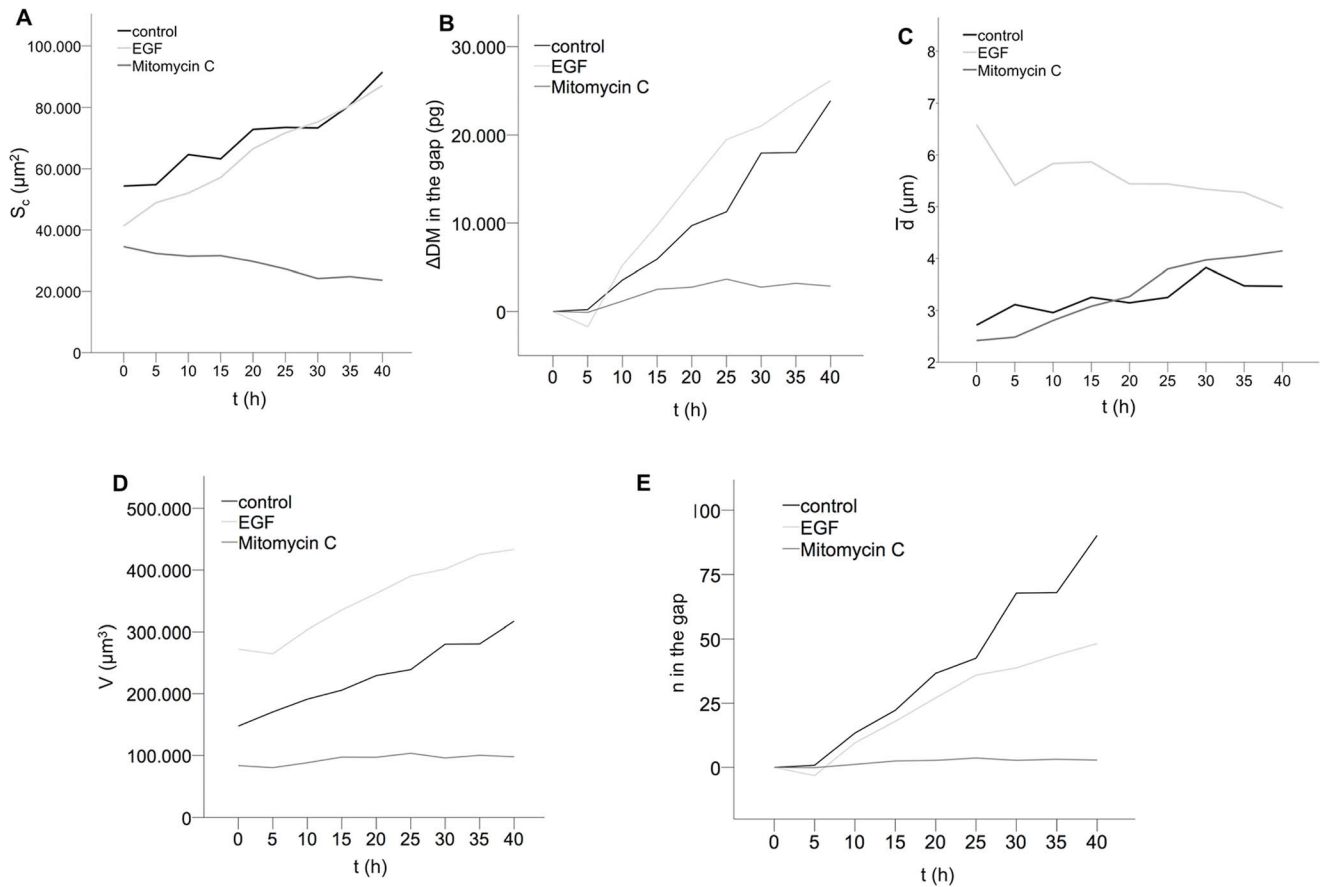 A
control
EGF
Mitomycin C
100.000
80.000
60.000
40.000
20.000
0
Sc (µm²)
0 5 10 15 20 25 30 35 40
t (h)
B
control
EGF
Mitomycin C
30.000
20.000
10.000
0
ΔDM in the gap (pg)
0 5 10 15 20 25 30 35 40
t (h)
C
control
EGF
Mitomycin C
8
7
6
5
4
3
2
d̅ (µm)
0 5 10 15 20 25 30 35 40
t (h)
D
control
EGF
Mitomycin C
500.000
400.000
300.000
200.000
100.000
0
V (µm³)
0 5 10 15 20 25 30 35 40
t (h)
E
control
EGF
Mitomycin C
100
75
50
25
0
n in the gap
0 5 10 15 20 25 30 35 40
t (h)